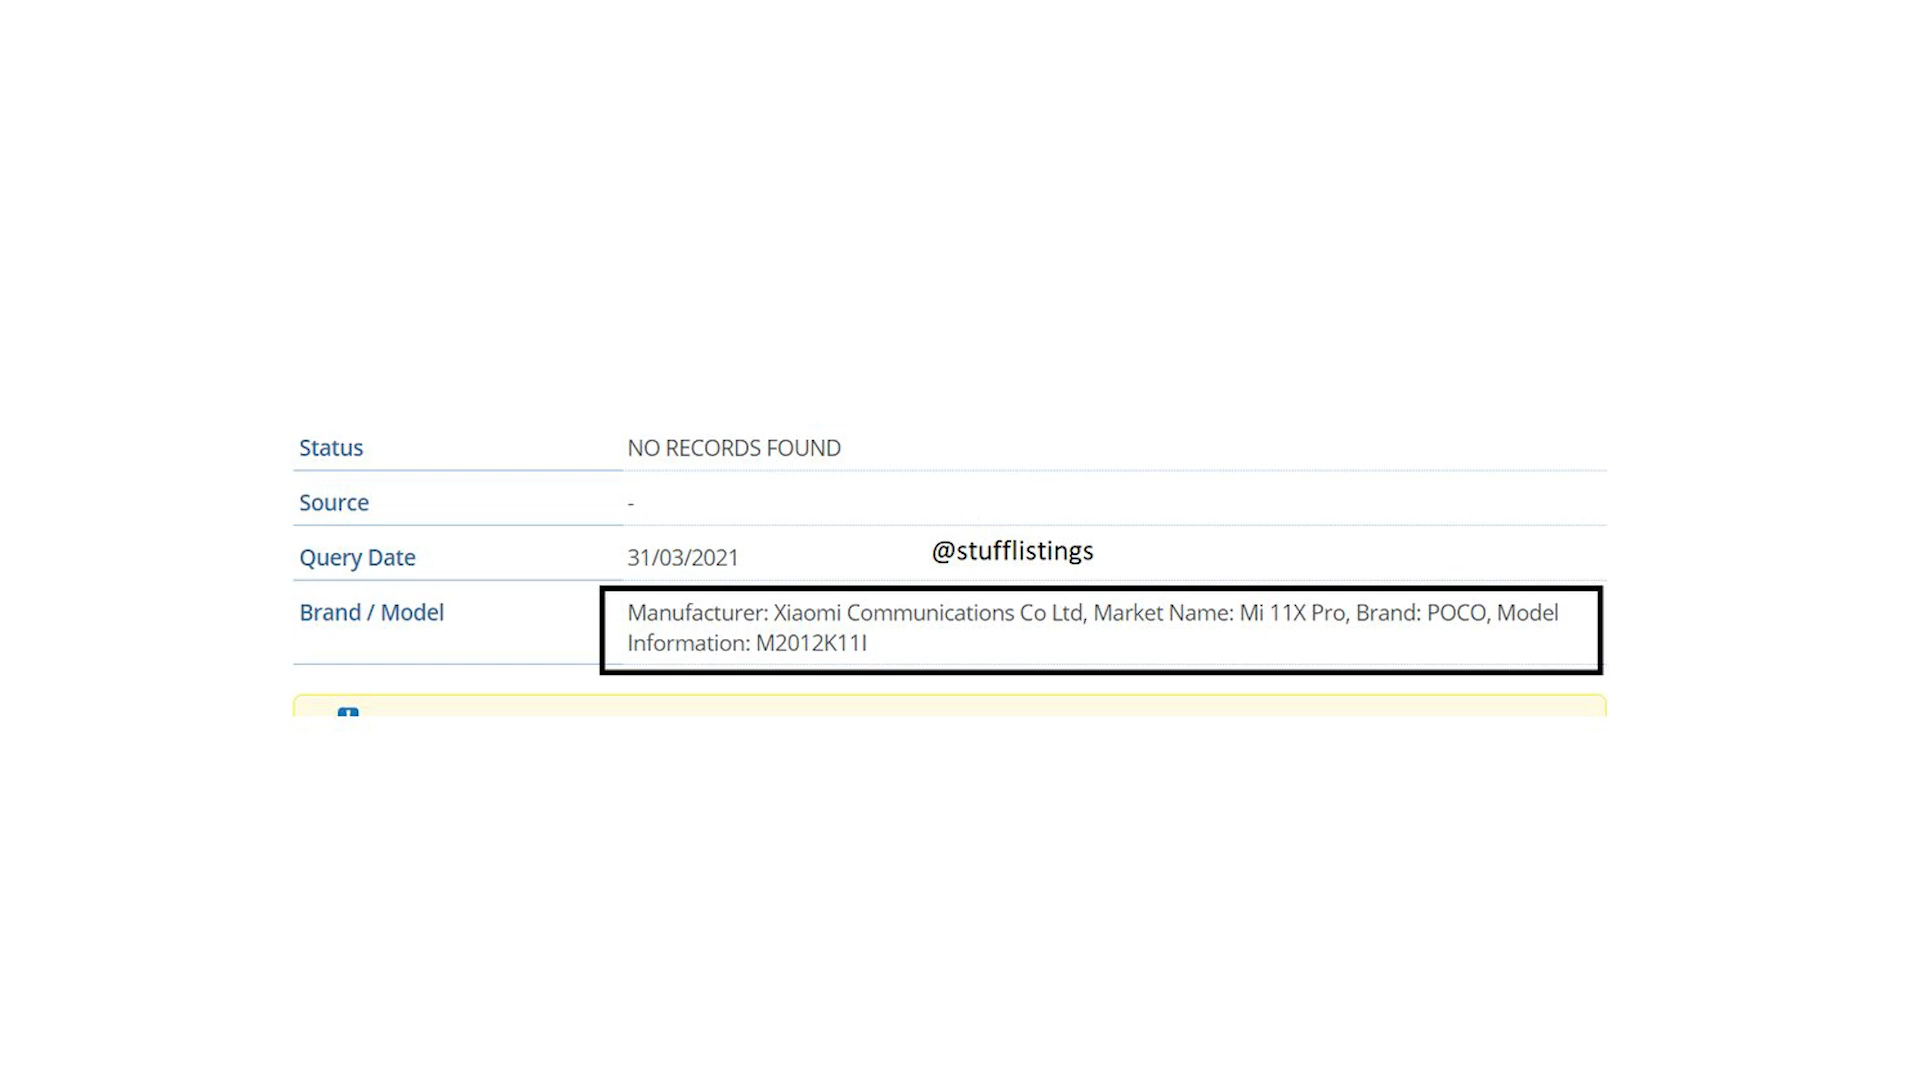 Status NO RECORDS FOUND
Source -
Query Date 31/03/2021 @stufflistings
Brand / Model Manufacturer: Xiaomi Communications Co Ltd, Market Name: Mi 11X Pro, Brand: POCO, Model
Information: M2012K11I